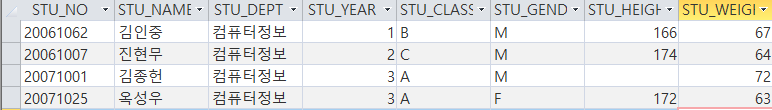 STU_NO STU_NAME STU_DEPT STU_YEAR STU_CLASS STU_GEND STU_HEIGH STU_WEIGH
20061062 김인중 컴퓨터정보 1 B M 166 67
20061007 진현무 컴퓨터정보 2 C M 174 64
20071001 김종헌 컴퓨터정보 3 A M 72
20071025 옥성우 컴퓨터정보 3 A F 172 63